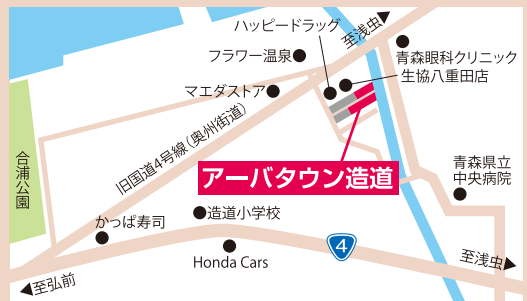 ハッピードラッグ
至浅虫
フラワー温泉
青森眼科クリニック
生協八重田店
マエダストア
旧国道4号線(奥州街道)
合浦公園
アーバタウン造道
青森県立
中央病院
造道小学校
かっぱ寿司
4
Honda Cars
至浅虫
至弘前